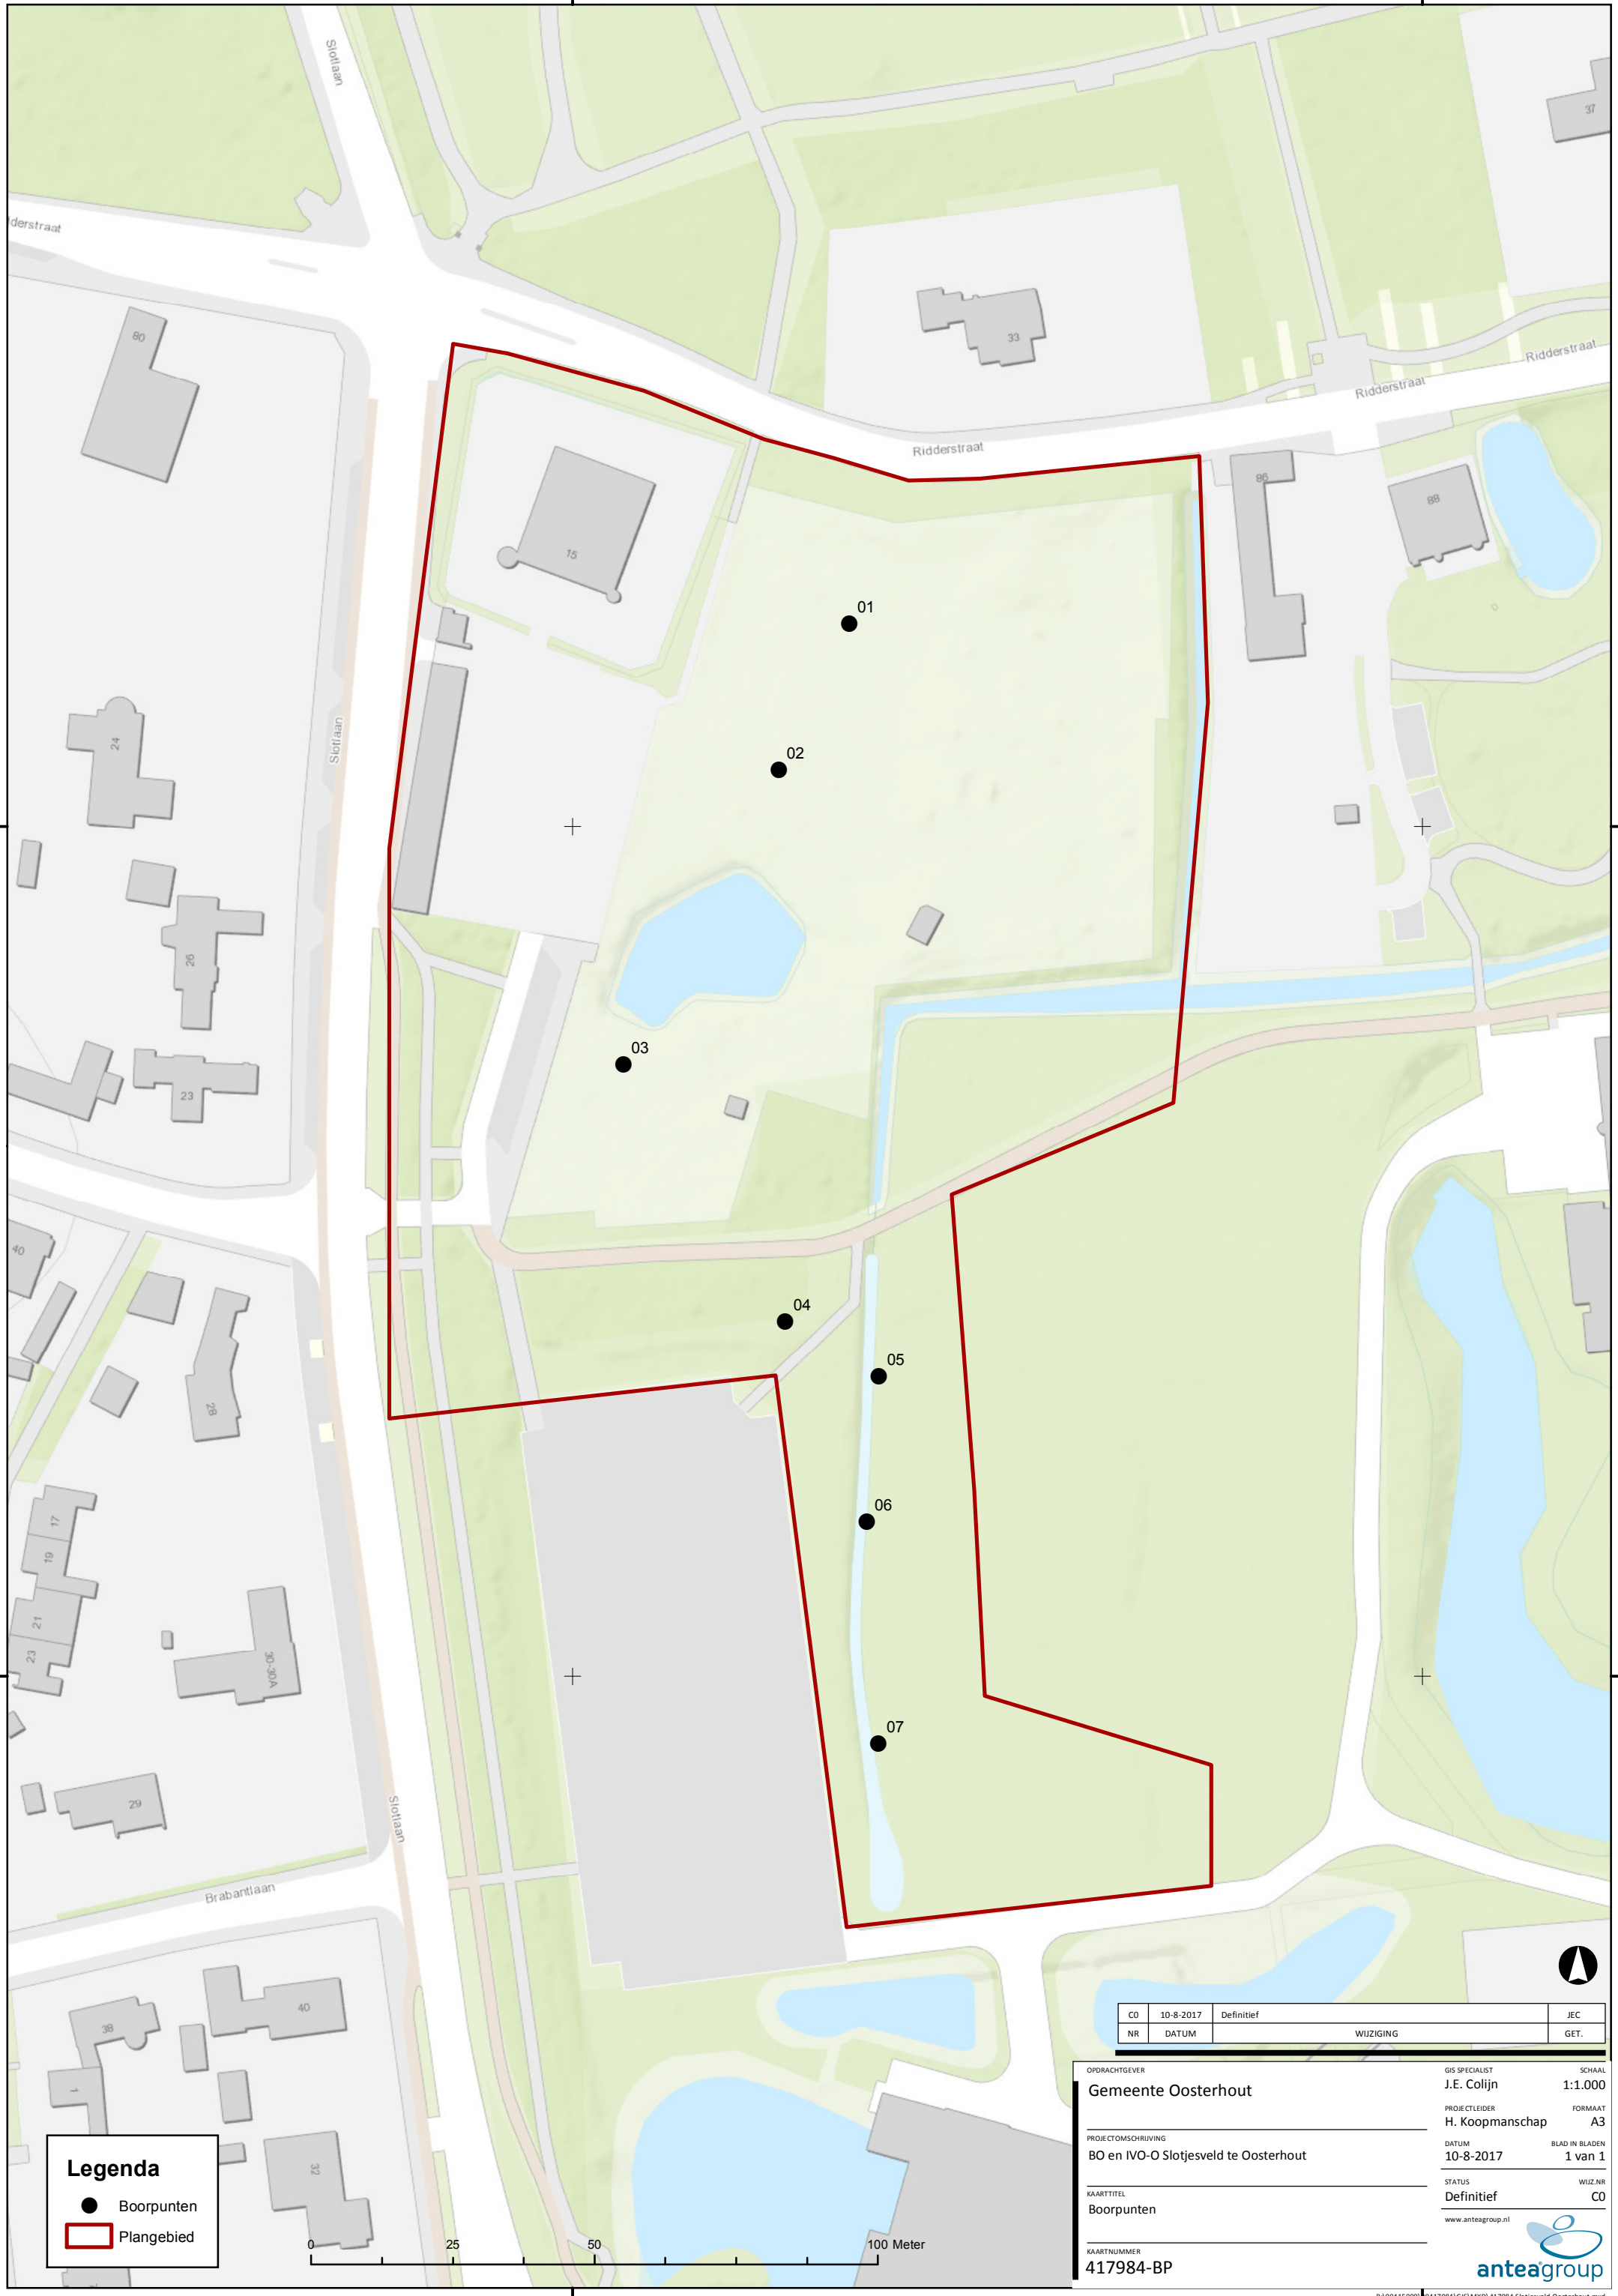 Slotlaan
37
dderstraat
80
33
Ridderstraat
Ridderstraat
Ridderstraat
86
88
15
01
24
Slotlaan
02
26
03
23
40
04
05
28
06
17
19
21
23
30-30A
07
29
Slotlaan
Brabantlaan
38
40
1
32
Legenda
Boorpunten
Plangebied
0 25 50 100 Meter
C0 10-8-2017 Definitief JEC
NR DATUM WIJZIGING GET.
OPDRACHTGEVER
Gemeente Oosterhout
PROJECTOMSCHRIJVING
BO en IVO-O Slotjesveld te Oosterhout
KAARTTITEL
Boorpunten
KAARTNUMMER
417984-BP
GIS SPECIALIST SCHAAL
J.E. Colijn 1:1.000
PROJECTLEIDER FORMAAT
H. Koopmanschap A3
DATUM BLAD IN BLADEN
10-8-2017 1 van 1
STATUS WIJZ.NR
Definitief C0
www.anteagroup.nl
anteagroup